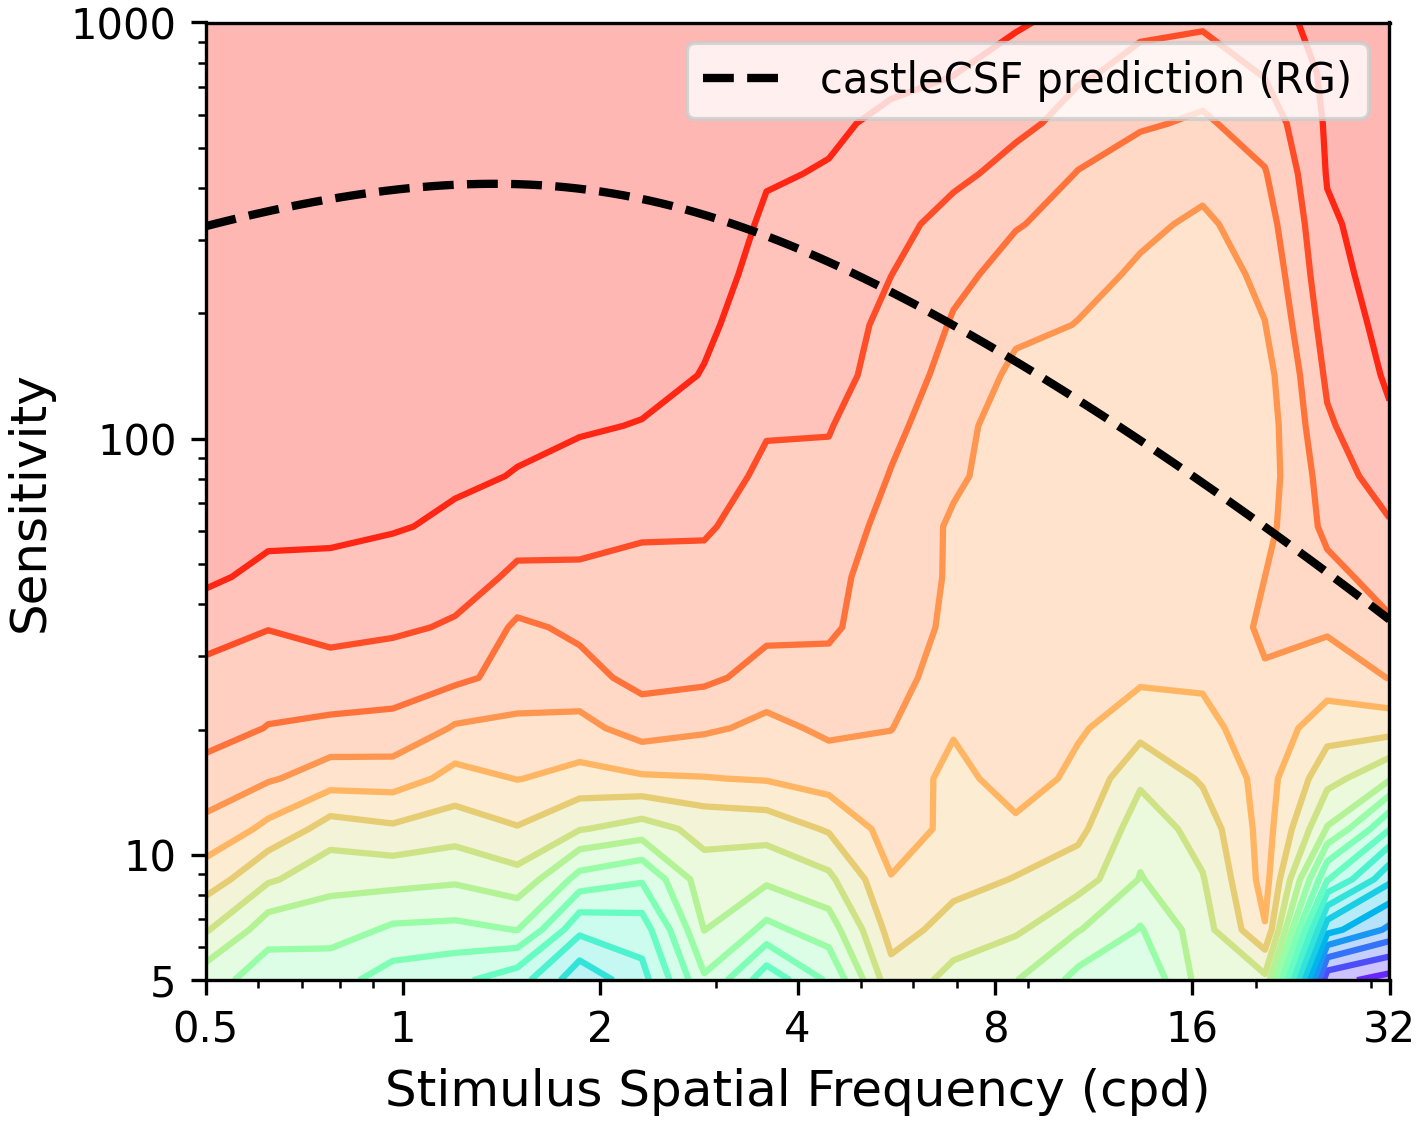 1000
castleCSF prediction (RG)
100
Sensitivity
10
5
0.5 1 2 4 8 16 32
Stimulus Spatial Frequency (cpd)